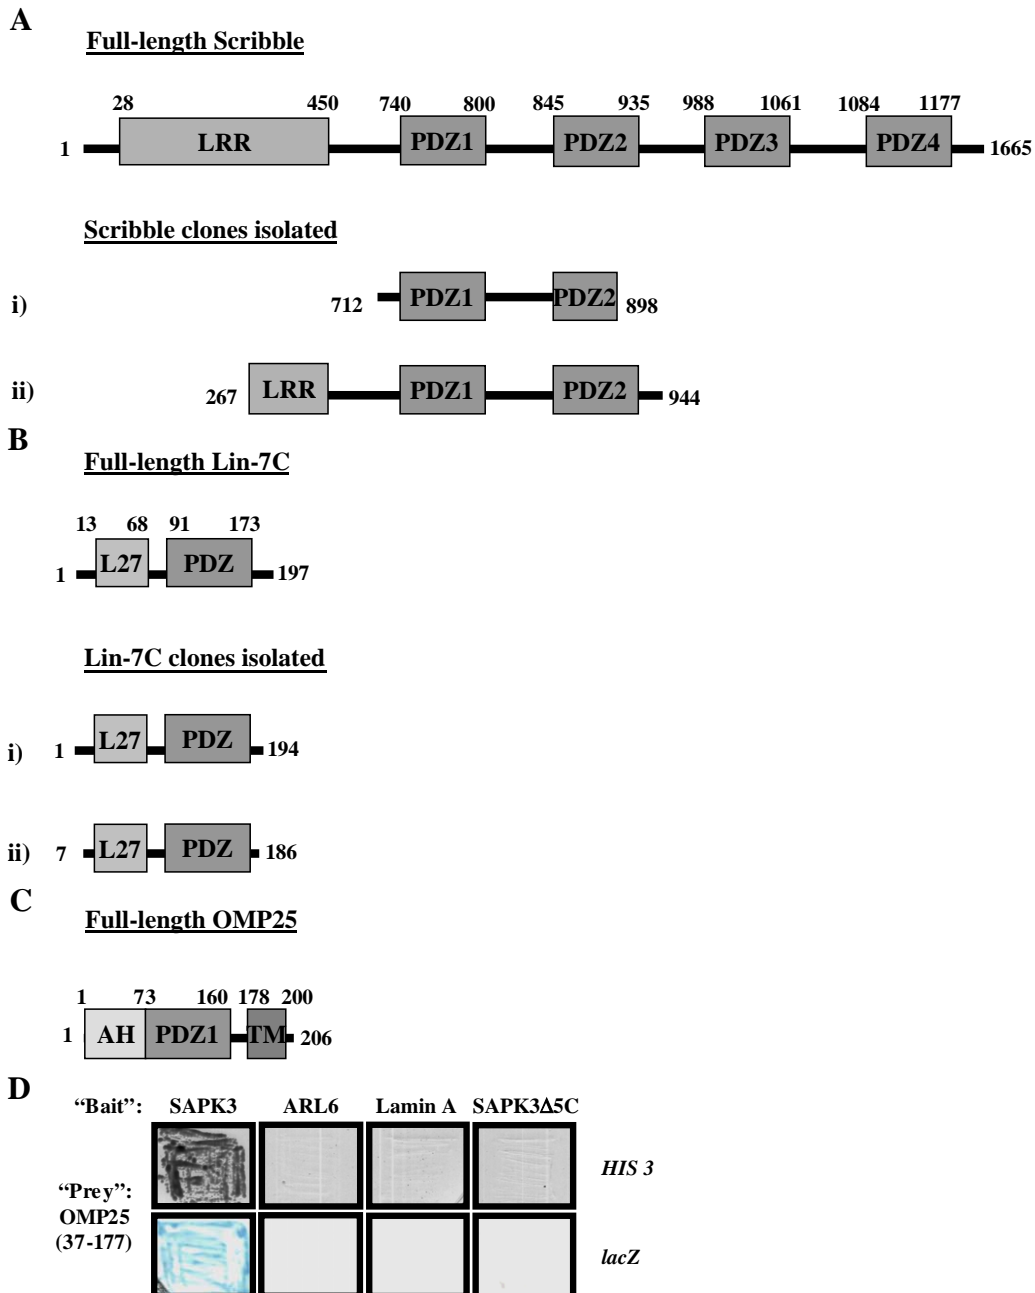 A
Full-length Scribble
28 450 740 800 845 935 988 1061 1084 1177
1 LRR PDZ1 PDZ2 PDZ3 PDZ4 1665
Scribble clones isolated
i) 712 PDZ1 PDZ2 898
ii) 267 LRR PDZ1 PDZ2 944
B
Full-length Lin-7C
13 68 91 173
1 L27 PDZ 197
Lin-7C clones isolated
i) 1 L27 PDZ 194
ii) 7 L27 PDZ 186
C
Full-length OMP25
1 73 160 178 200
1 AH PDZ1 TM 206
D
“Bait”: SAPK3 ARL6 Lamin A SAPK3Δ5C
HIS 3
“Prey”:
OMP25
(37-177)
lacZ